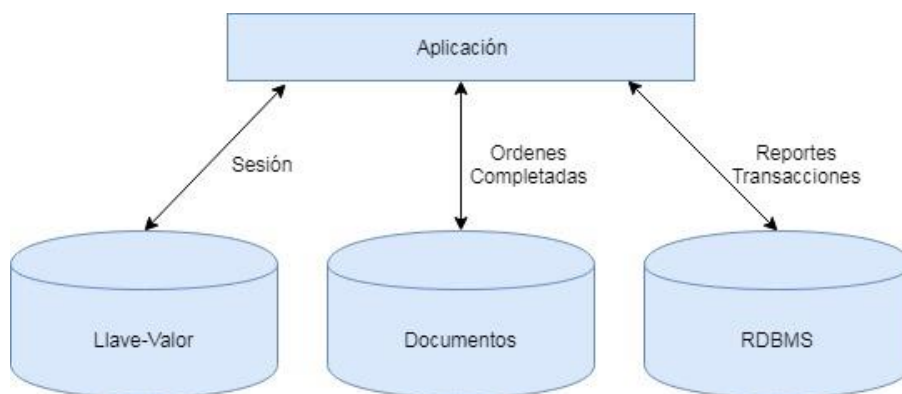 Aplicación
Sesión
Ordenes
Completadas
Reportes
Transacciones
Llave-Valor
Documentos
RDBMS